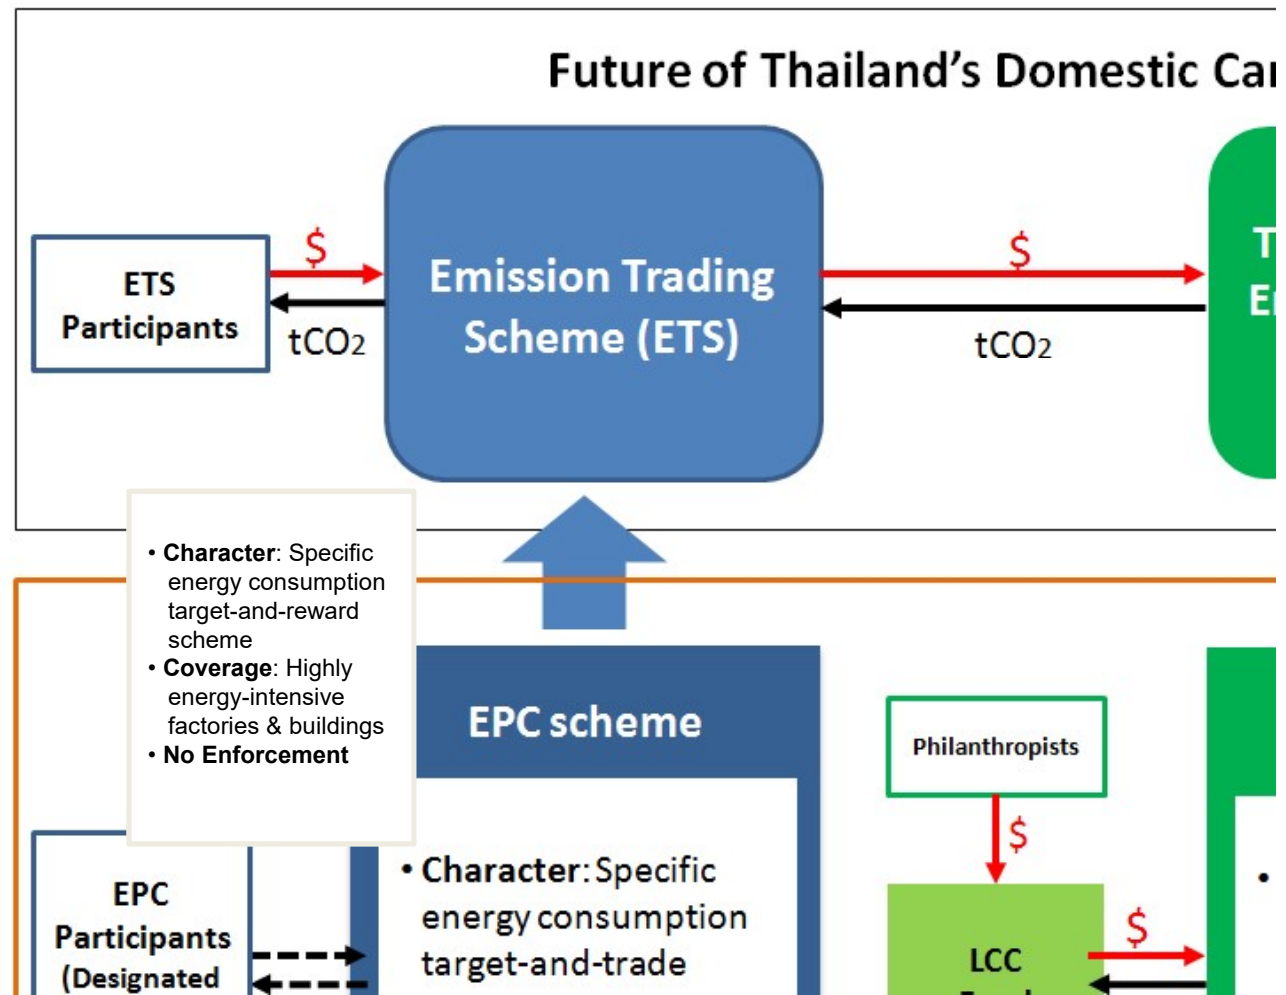 Future of Thailand's Domestic
$
$
ETS
Participants
Emission Trading
Scheme (ETS)
tCO2
tCO2
• Character: Specific
energy consumption
target-and-reward
scheme
• Coverage: Highly
energy-intensive
factories & buildings
• No Enforcement
EPC scheme
Philanthropists
$
• Character: Specific
energy consumption
target-and-trade
EPC
Participants
(Designated
LCC
$
•